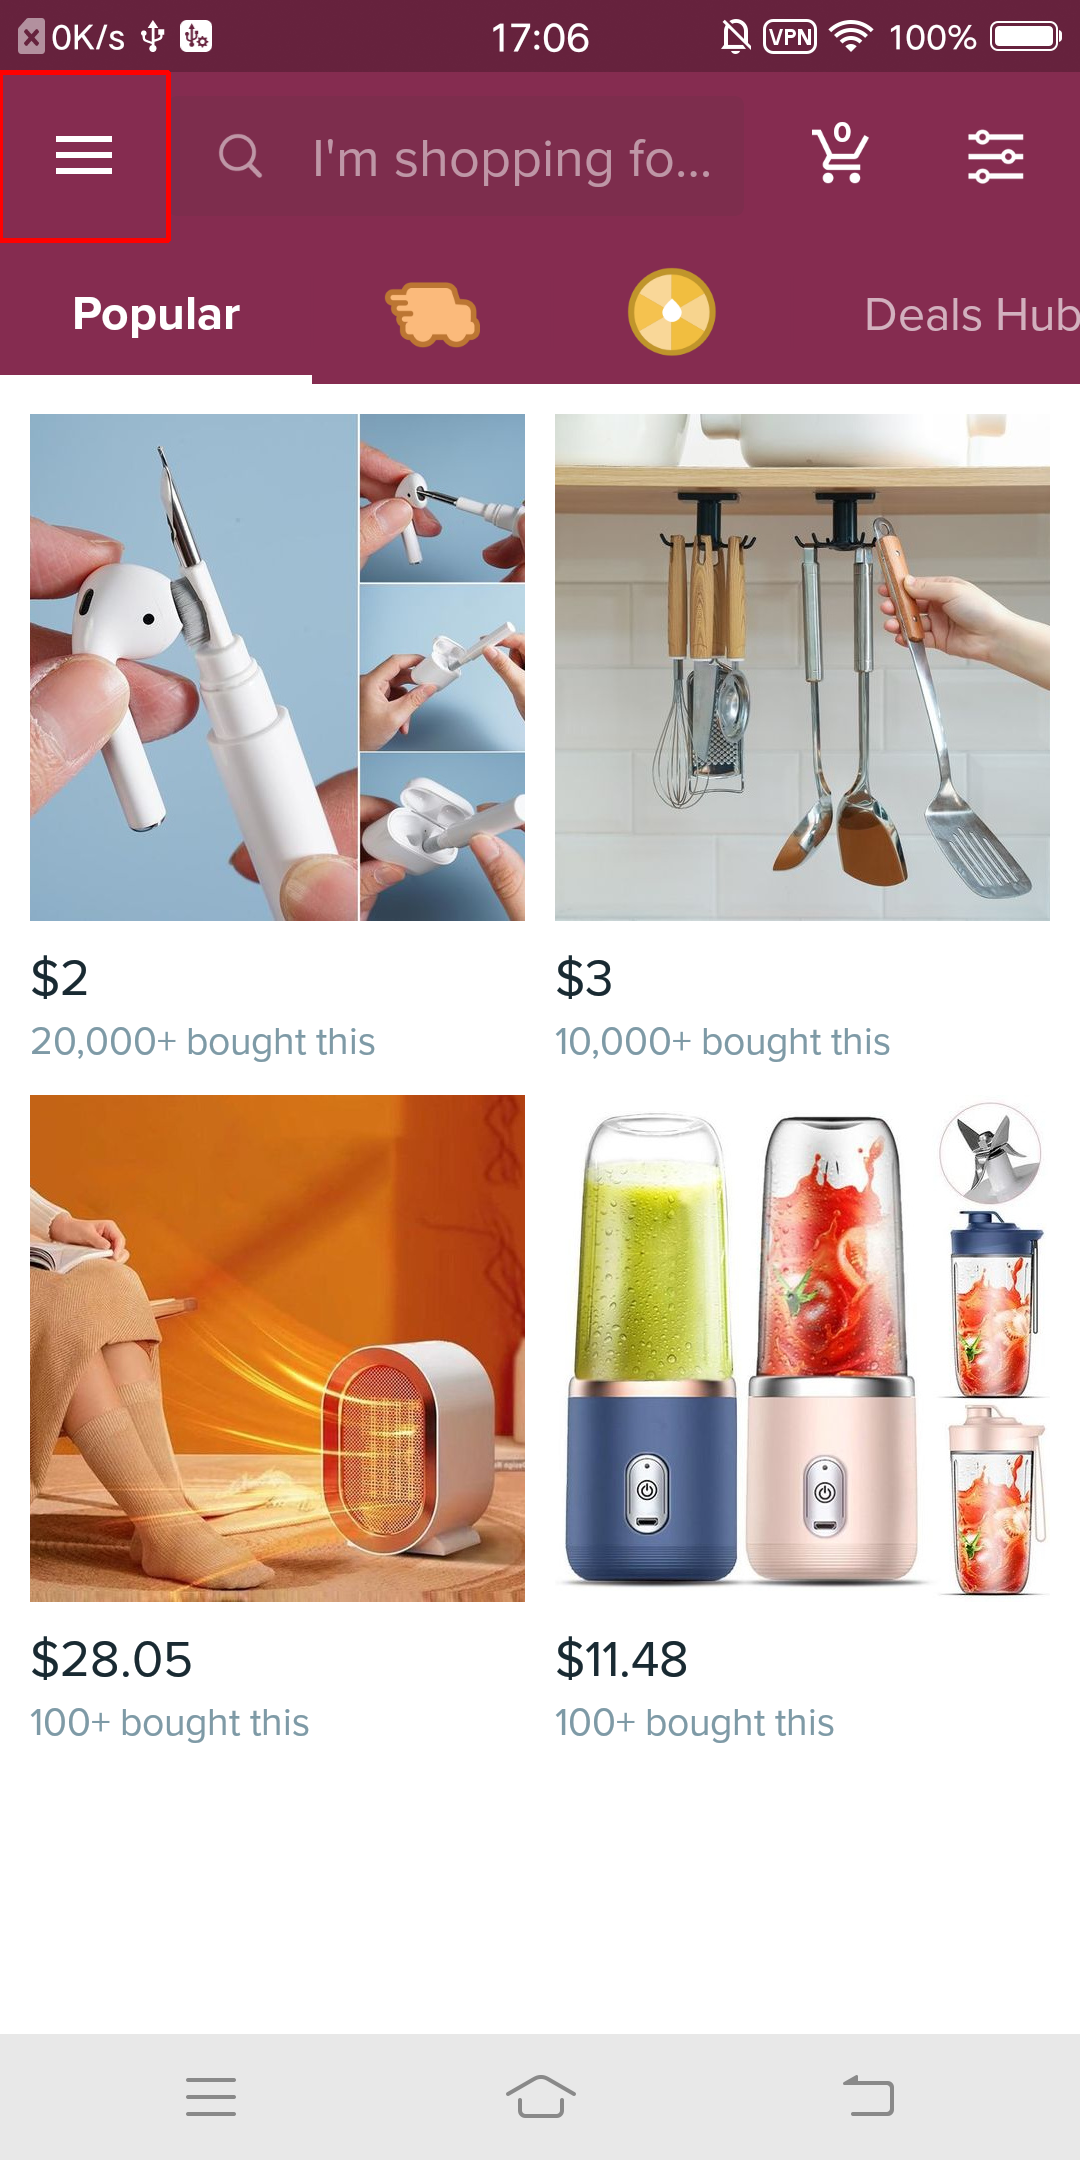 0K/s
17:06
VPN
100%
I'm shopping fo...
0
Popular
Deals Hub
$2
20,000+ bought this
$3
10,000+ bought this
$28.05
100+ bought this
$11.48
100+ bought this